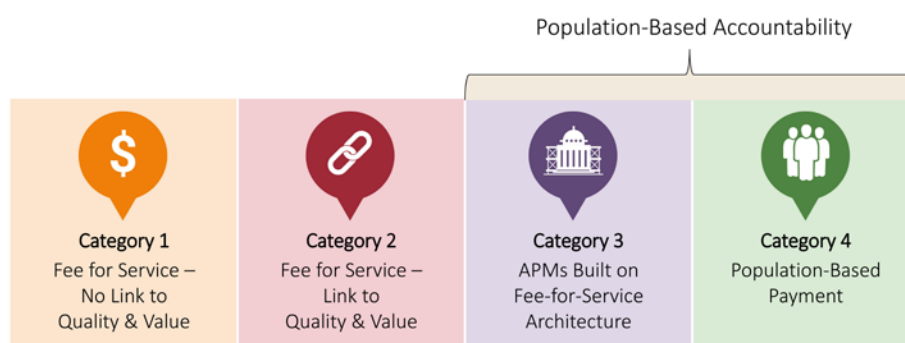 Population-Based Accountability
$
Category 1
Fee for Service –
No Link to
Quality & Value
Category 2
Fee for Service –
Link to
Quality & Value
Category 3
APMs Built on
Fee-for-Service
Architecture
Category 4
Population-Based
Payment